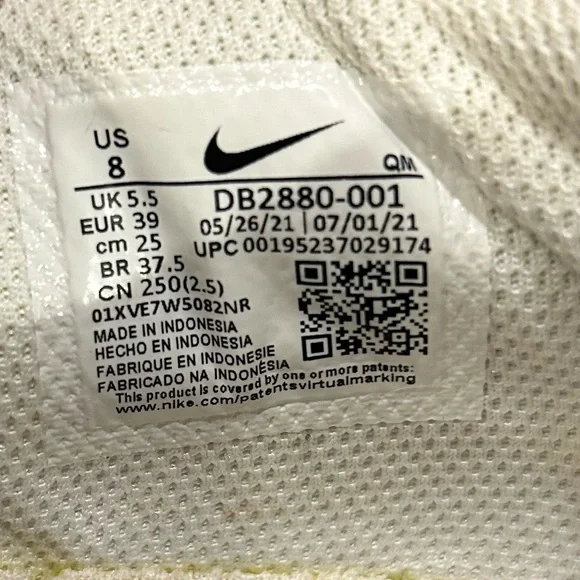 US
8
QM
UK 5.5
EUR 39
cm 25
BR 37.5
CN 250(2.5)
DB2880-001
05/26/21 | 07/01/21
UPC 00195237029174
01XVE7W5082NR
MADE IN INDONESIA
HECHO EN INDONESIA
FABRIQUE EN INDONESIE
FABRICADO NA INDONÉSIA
This product is covered by one or more patents:
www.nike.com/patentsvirtualmarking